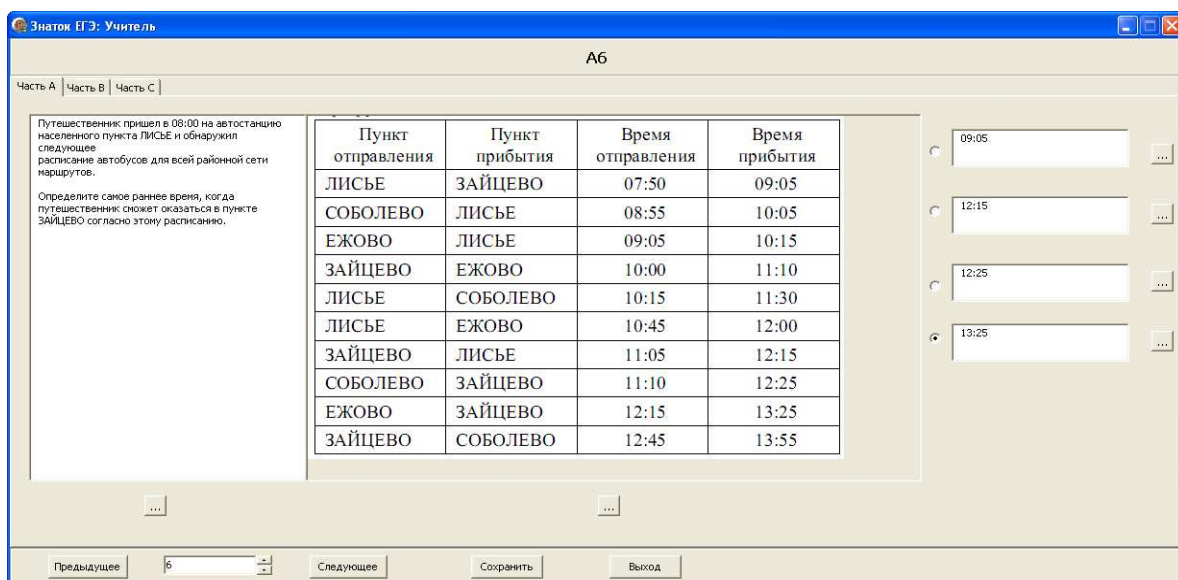 Знаток ЕГЭ: Учитель
А6
Часть A Часть B Часть C
Путешественник пришел в 08:00 на автостанцию
населенного пункта ЛИСЬЕ и обнаружил
следующее
расписание автобусов для всей районной сети
маршрутов.
Определите самое раннее время, когда
путешественник сможет оказаться в пункте
ЗАЙЦЕВО согласно этому расписанию.
Пункт отправления Пункт прибытия Время отправления Время прибытия
ЛИСЬЕ ЗАЙЦЕВО 07:50 09:05
СОБОЛЕВО ЛИСЬЕ 08:55 10:05
ЕЖОВО ЛИСЬЕ 09:05 10:15
ЗАЙЦЕВО ЕЖОВО 10:00 11:10
ЛИСЬЕ СОБОЛЕВО 10:15 11:30
ЛИСЬЕ ЕЖОВО 10:45 12:00
ЗАЙЦЕВО ЛИСЬЕ 11:05 12:15
СОБОЛЕВО ЗАЙЦЕВО 11:10 12:25
ЕЖОВО ЗАЙЦЕВО 12:15 13:25
ЗАЙЦЕВО СОБОЛЕВО 12:45 13:55
09:05
...
12:15
...
12:25
...
13:25
...
... ...
Предыдущее 6 Следующее Сохранить Выход